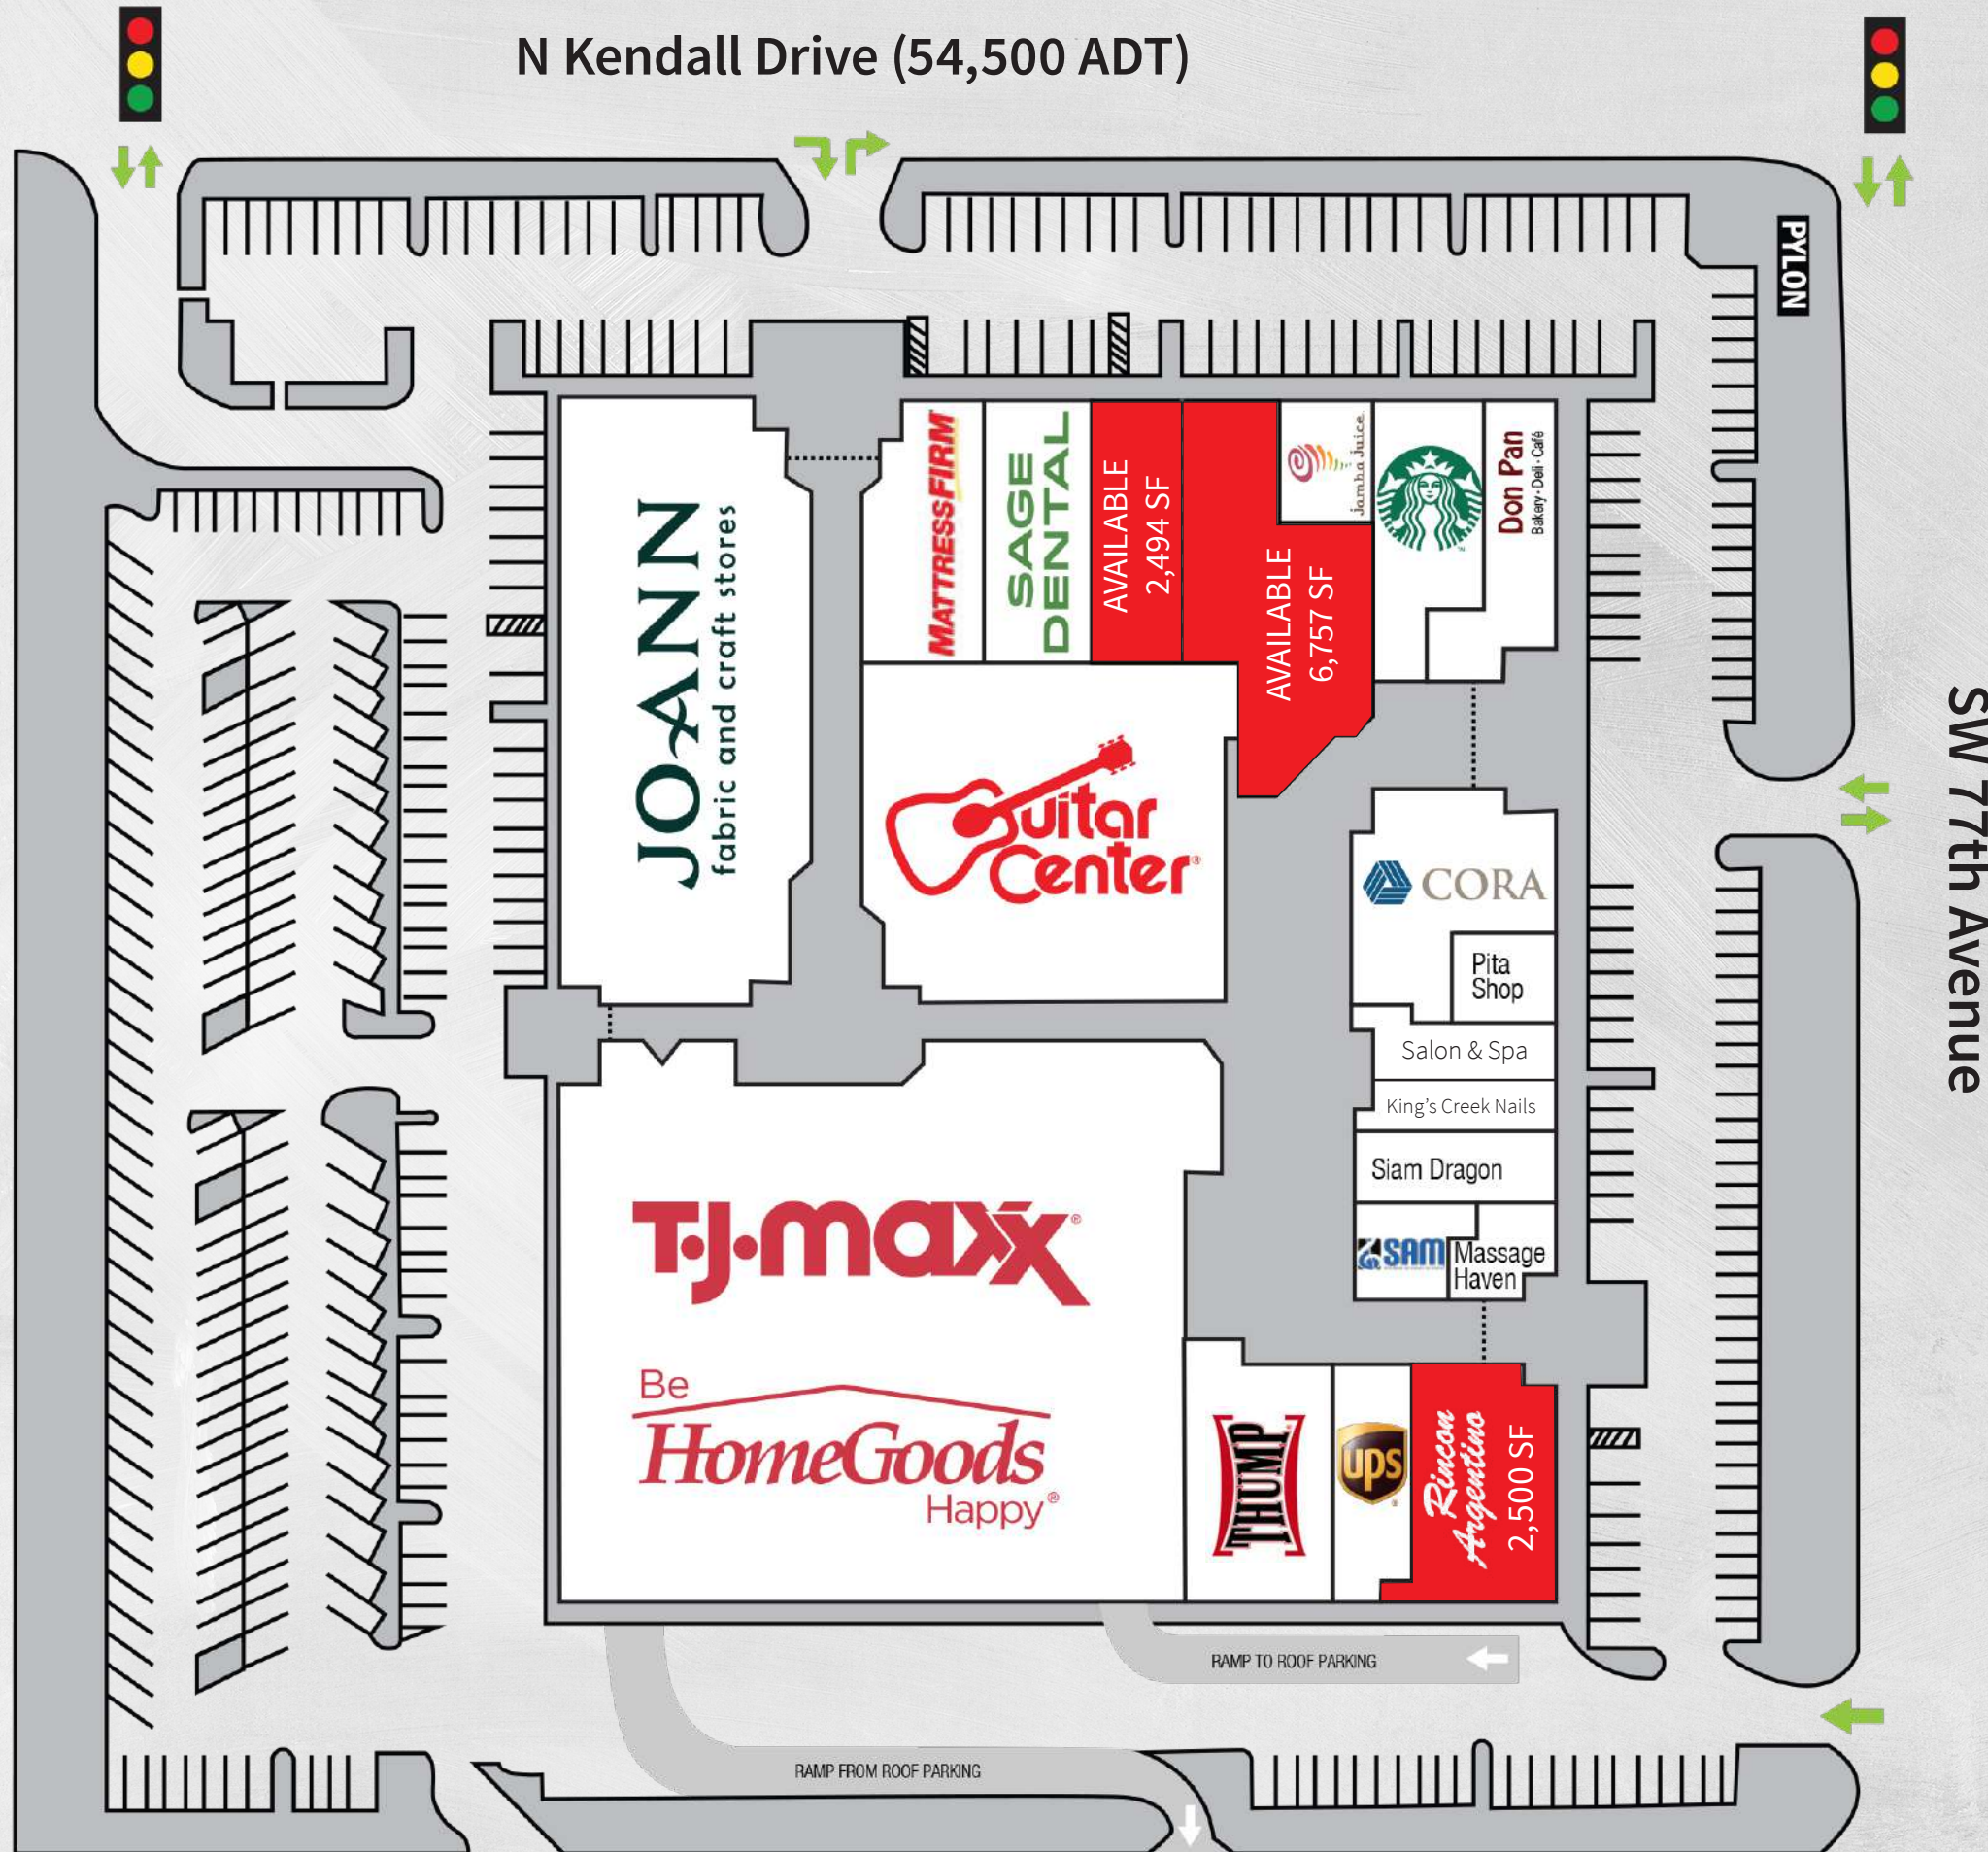 N Kendall Drive (54,500 ADT)
PYLON
SW 77th Avenue
JO-ANN
fabric and craft stores
MATTRESSFIRM
SAGE
DENTAL
AVAILABLE
2,494 SF
AVAILABLE
6,757 SF
Jamba Juice
Don Pan
Bakery · Deli · Café
Guitar
Center®
CORA
Pita
Shop
Salon & Spa
King's Creek Nails
Siam Dragon
SAM
Massage
Haven
T·J·maxx®
Be
HomeGoods
Happy®
THUMP
ups
Rincon
Argentino
2,500 SF
RAMP TO ROOF PARKING
RAMP FROM ROOF PARKING